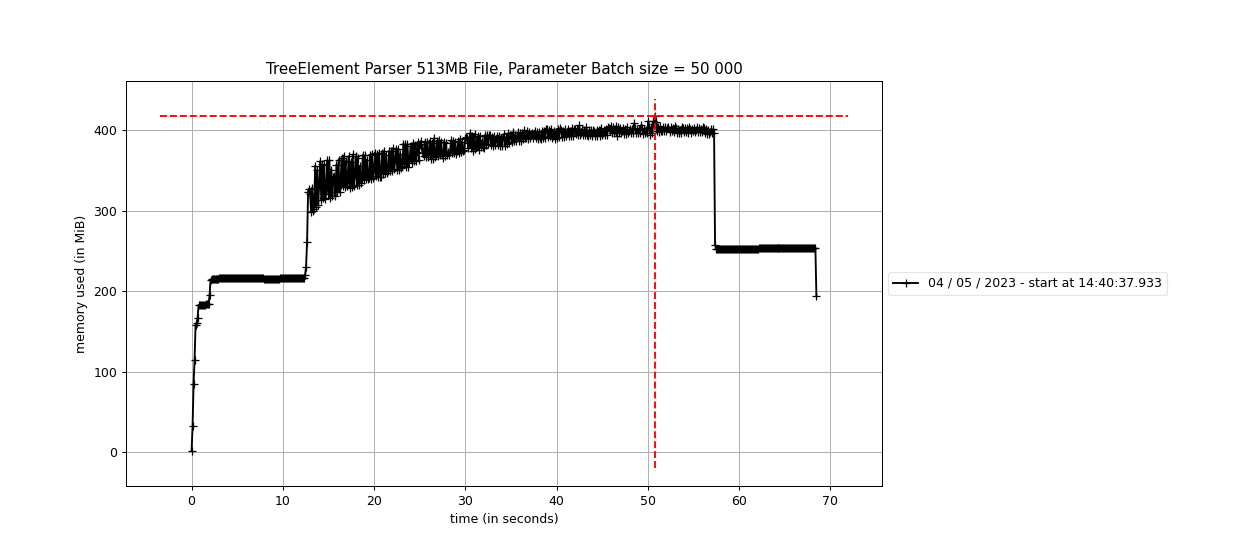 TreeElement Parser 513MB File, Parameter Batch size = 50 000
memory used (in MiB)
400
300
200
100
0
0 10 20 30 40 50 60 70
time (in seconds)
04 / 05 / 2023 - start at 14:40:37.933